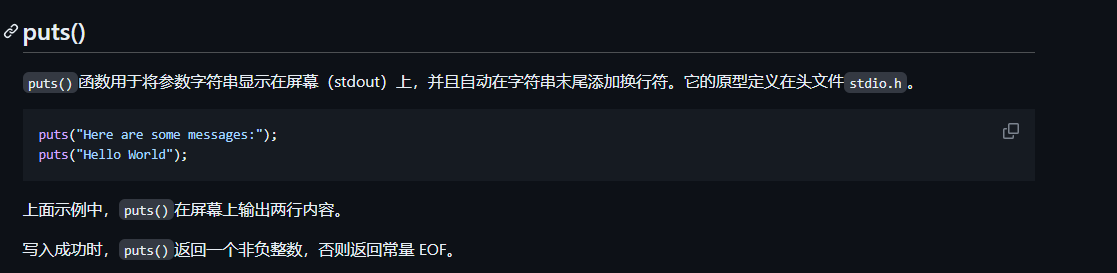 puts()
puts()函数用于将参数字符串显示在屏幕（stdout）上，并且自动在字符串末尾添加换行符。它的原型定义在头文件stdio.h。
puts("Here are some messages:");
puts("Hello World");
上面示例中，puts()在屏幕上输出两行内容。
写入成功时，puts()返回一个非负整数，否则返回常量 EOF。